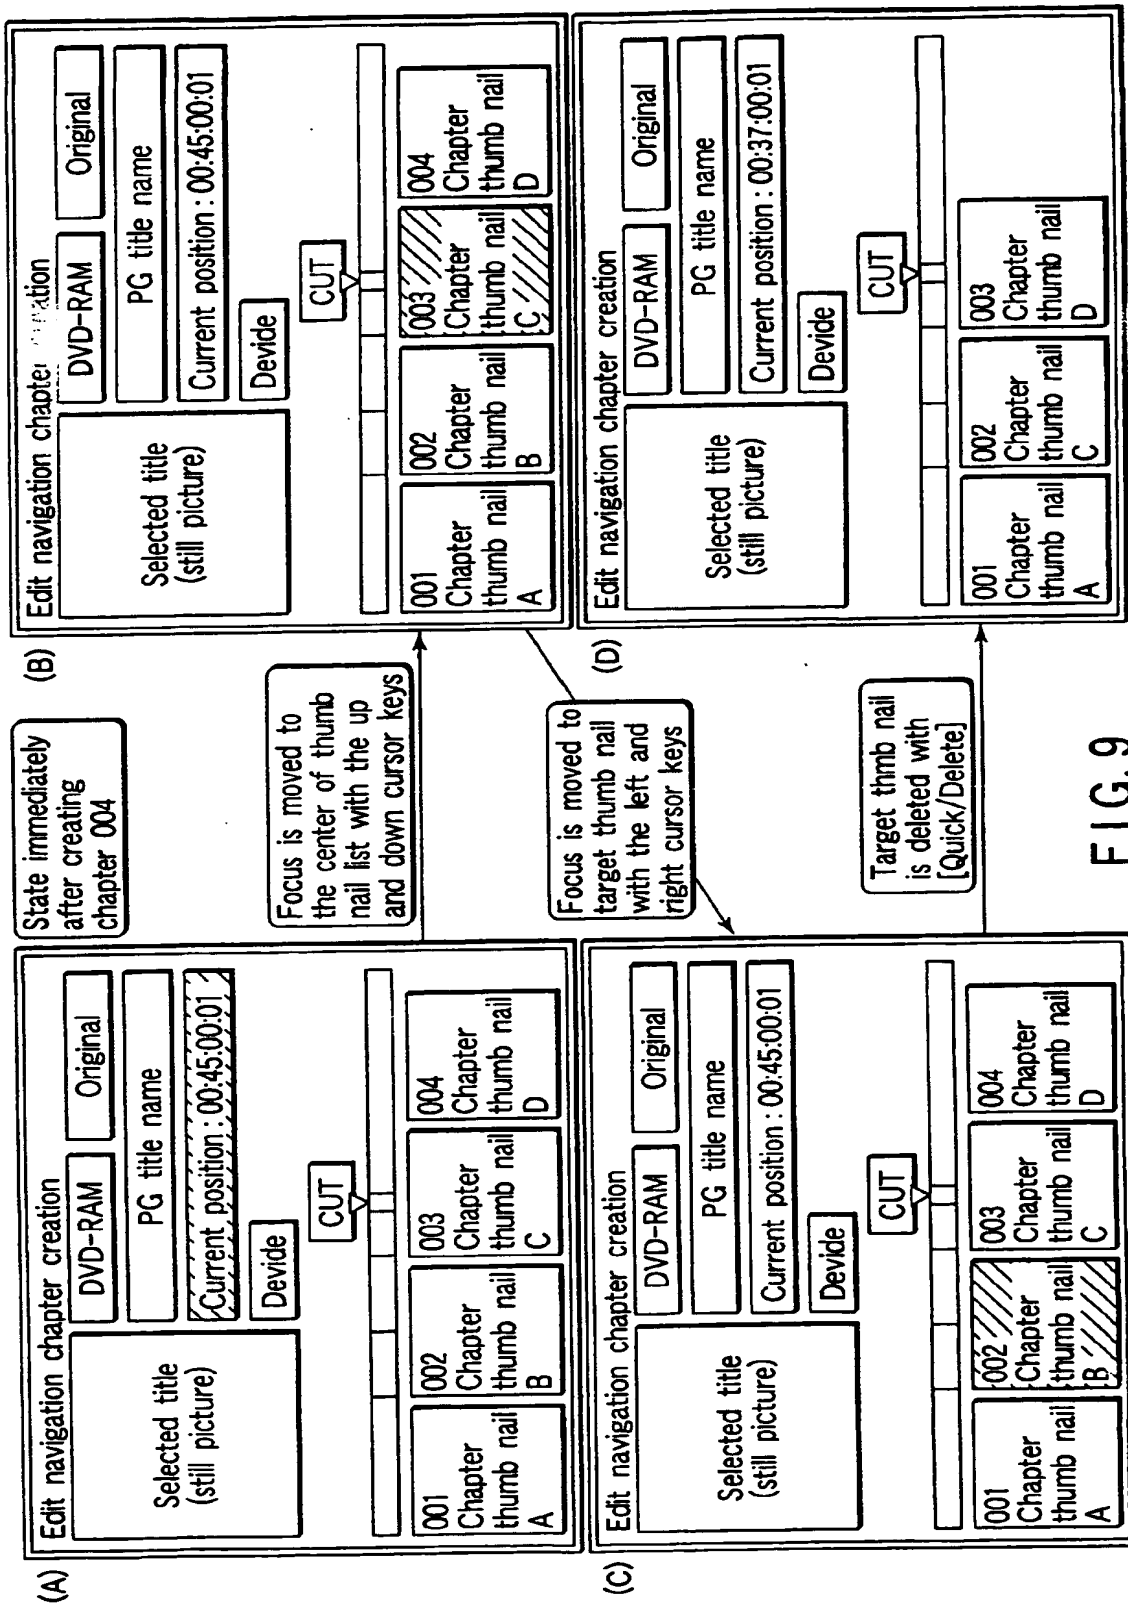 (A)
Edit navigation chapter creation
Selected title
(still picture)
DVD-RAM
Original
PG title name
Current position : 00:45:00:01
Devide
CUT
001
Chapter
thumb nail
A
002
Chapter
thumb nail
B
003
Chapter
thumb nail
C
004
Chapter
thumb nail
D
State immediately
after creating
chapter 004
Focus is moved to
the center of thumb
nail list with the up
and down cursor keys
(B)
Edit navigation chapter
Selected title
(still picture)
DVD-RAM
Original
PG title name
Current position : 00:45:00:01
Devide
CUT
001
Chapter
thumb nail
A
002
Chapter
thumb nail
B
003
Chapter
thumb nail
C
004
Chapter
thumb nail
D
Focus is moved to
target thumb nail
with the left and
right cursor keys
(C)
Edit navigation chapter creation
Selected title
(still picture)
DVD-RAM
Original
PG title name
Current position : 00:45:00:01
Devide
CUT
001
Chapter
thumb nail
A
002
Chapter
thumb nail
B
003
Chapter
thumb nail
C
004
Chapter
thumb nail
D
Target thmb nail
is deleted with
[Quick/Delete]
(D)
Edit navigation chapter creation
Selected title
(still picture)
DVD-RAM
Original
PG title name
Current position : 00:37:00:01
Devide
CUT
001
Chapter
thumb nail
A
002
Chapter
thumb nail
C
003
Chapter
thumb nail
D
FIG. 9